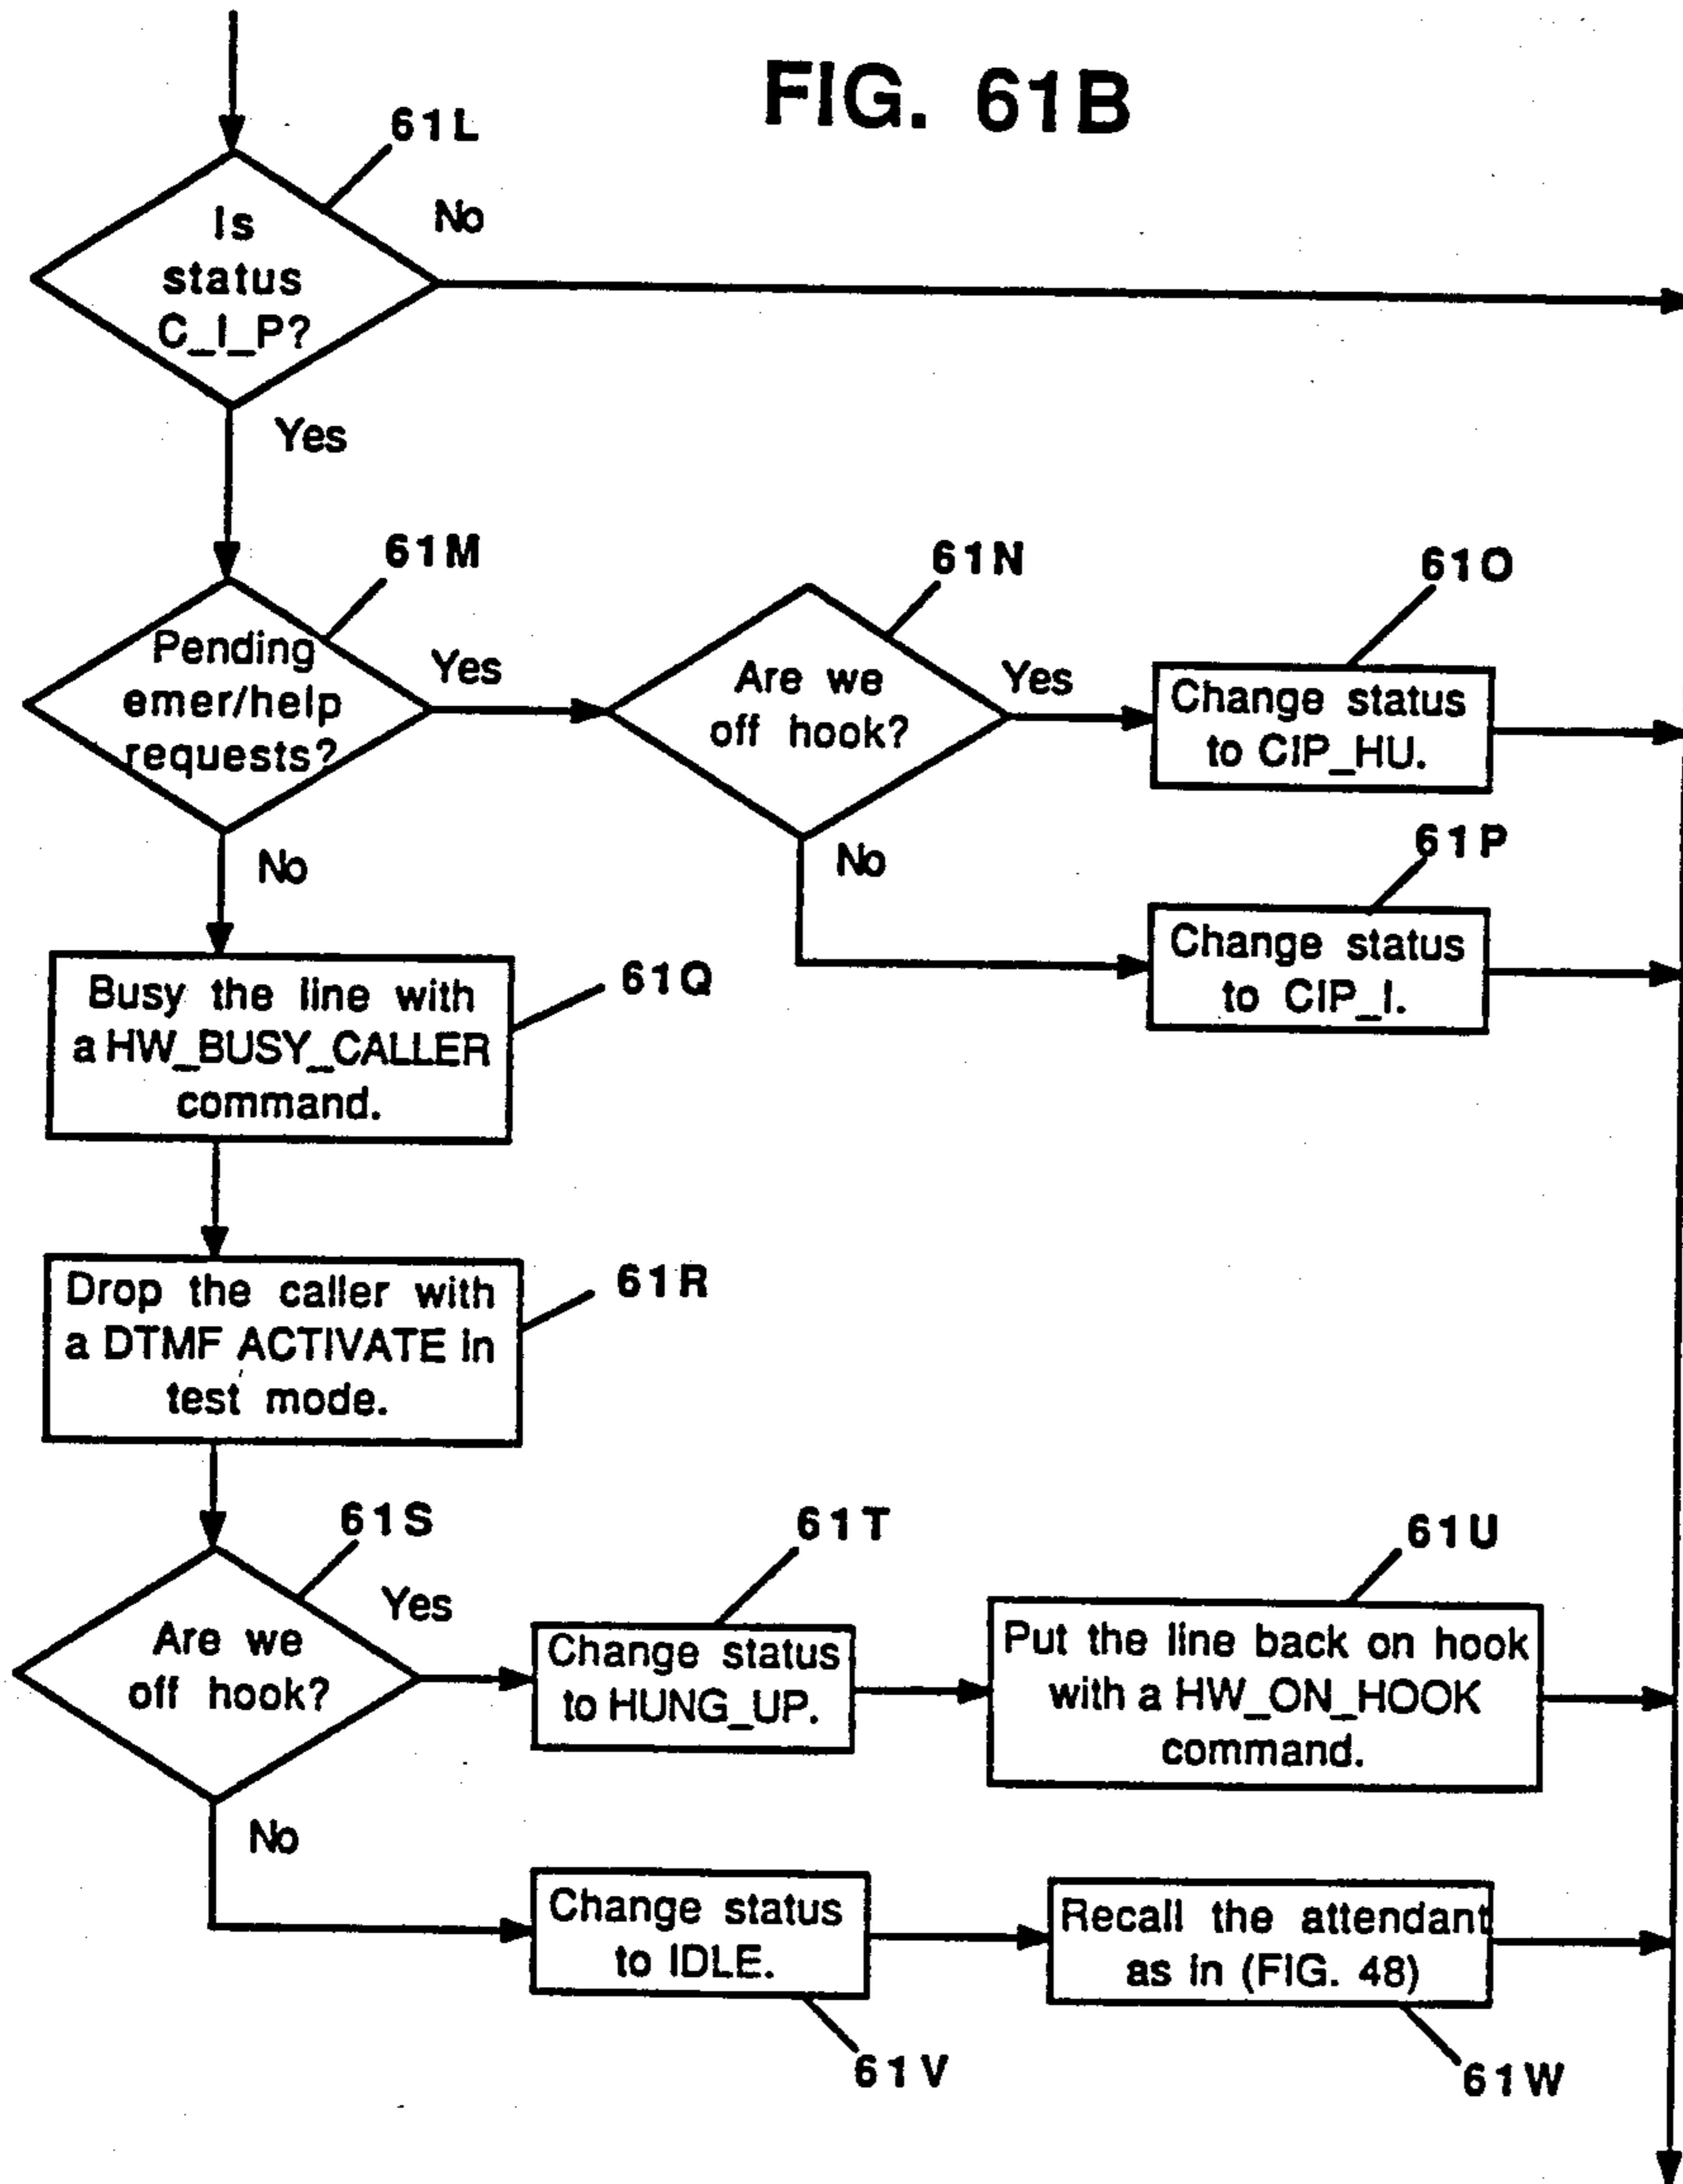 FIG. 61B
61L
Is
status
C_I_P?
No
Yes
61M
Pending
emer/help
requests?
Yes
No
61N
Are we
off hook?
Yes
No
61O
Change status
to CIP_HU.
61P
Change status
to CIP_I.
61Q
Busy the line with
a HW_BUSY_CALLER
command.
61R
Drop the caller with
a DTMF ACTIVATE in
test mode.
61S
Are we
off hook?
Yes
No
61T
Change status
to HUNG_UP.
61U
Put the line back on hook
with a HW_ON_HOOK
command.
Change status
to IDLE.
61V
Recall the attendant
as in (FIG. 48)
61W